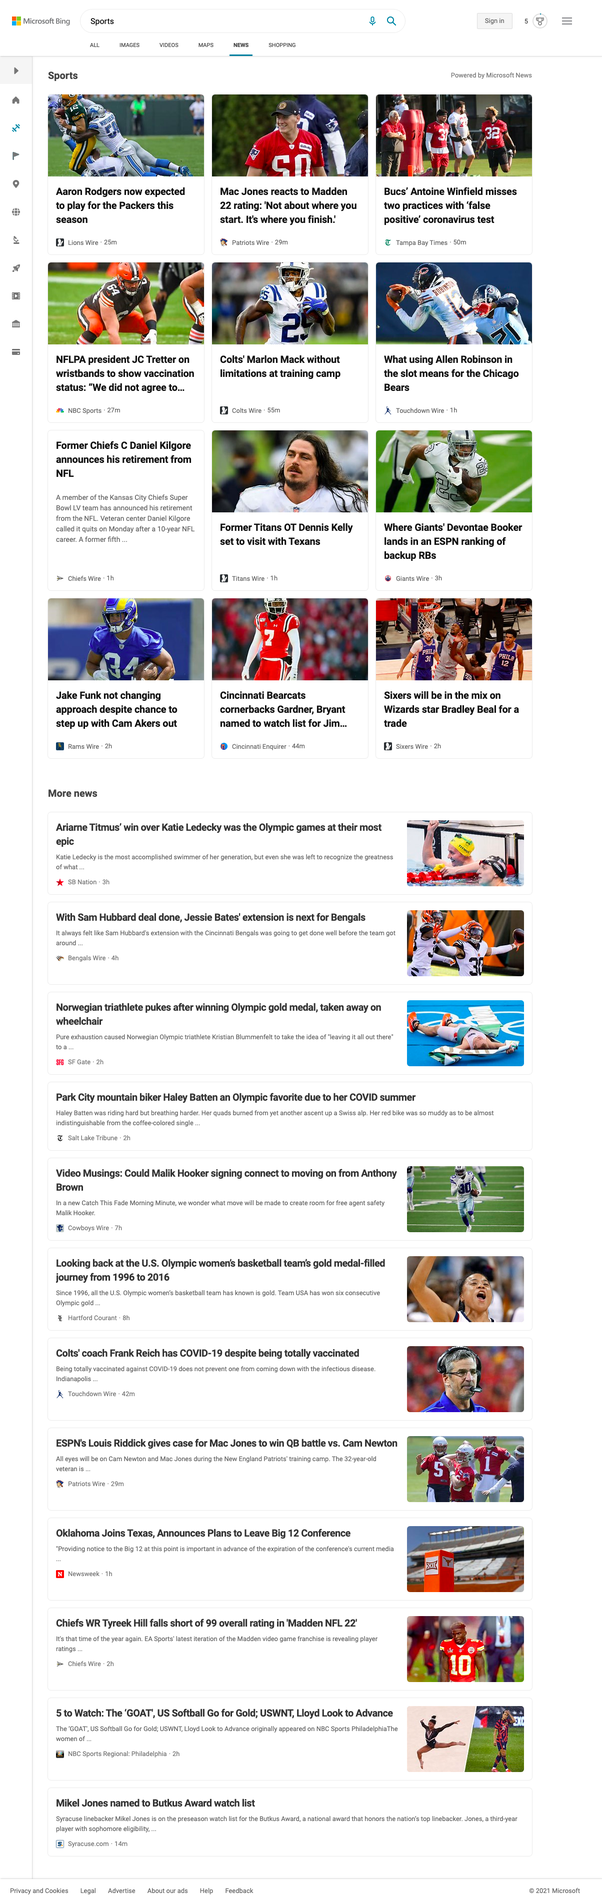 Microsoft Bing
Sports
Sign in
5
ALL
IMAGES
VIDEOS
MAPS
NEWS
SHOPPING
Sports
Powered by Microsoft News
Aaron Rodgers now expected
to play for the Packers this
season
Lions Wire · 25m
Mac Jones reacts to Madden
22 rating: 'Not about where you
start. It's where you finish.'
Patriots Wire · 29m
Bucs' Antoine Winfield misses
two practices with 'false
positive' coronavirus test
Tampa Bay Times · 50m
NFLPA president JC Tretter on
wristbands to show vaccination
status: "We did not agree to...
NBC Sports · 27m
Colts' Marlon Mack without
limitations at training camp
Colts Wire · 55m
What using Allen Robinson in
the slot means for the Chicago
Bears
Touchdown Wire · 1h
Former Chiefs C Daniel Kilgore
announces his retirement from
NFL
A member of the Kansas City Chiefs Super
Bowl LV team has announced his retirement
from the NFL. Veteran center Daniel Kilgore
called it quits on Monday after a 10-year NFL
career. A former fifth ...
Chiefs Wire · 1h
Former Titans OT Dennis Kelly
set to visit with Texans
Titans Wire · 1h
Where Giants' Devontae Booker
lands in an ESPN ranking of
backup RBs
Giants Wire · 3h
Jake Funk not changing
approach despite chance to
step up with Cam Akers out
Rams Wire · 2h
Cincinnati Bearcats
cornerbacks Gardner, Bryant
named to watch list for Jim...
Cincinnati Enquirer · 44m
Sixers will be in the mix on
Wizards star Bradley Beal for a
trade
Sixers Wire · 2h
More news
Ariarne Titmus' win over Katie Ledecky was the Olympic games at their most
epic
Katie Ledecky is the most accomplished swimmer of her generation, but even she was left to recognize the greatness
of what ...
SB Nation · 3h
With Sam Hubbard deal done, Jessie Bates' extension is next for Bengals
It always felt like Sam Hubbard's extension with the Cincinnati Bengals was going to get done well before the team got
around ...
Bengals Wire · 4h
Norwegian triathlete pukes after winning Olympic gold medal, taken away on
wheelchair
Pure exhaustion caused Norwegian Olympic triathlete Kristian Blummenfelt to take the idea of "leaving it all out there"
to a ...
SF Gate · 2h
Park City mountain biker Haley Batten an Olympic favorite due to her COVID summer
Haley Batten was riding hard but breathing harder. Her quads burned from yet another ascent up a Swiss alp. Her red bike was so muddy as to be almost
indistinguishable from the coffee-colored single ...
Salt Lake Tribune · 2h
Video Musings: Could Malik Hooker signing connect to moving on from Anthony
Brown
In a new Catch This Fade Morning Minute, we wonder what move will be made to create room for free agent safety
Malik Hooker.
Cowboys Wire · 7h
Looking back at the U.S. Olympic women's basketball team's gold medal-filled
journey from 1996 to 2016
Since 1996, all the U.S. Olympic women's basketball team has known is gold. Team USA has won six consecutive
Olympic gold ...
Hartford Courant · 8h
Colts' coach Frank Reich has COVID-19 despite being totally vaccinated
Being totally vaccinated against COVID-19 does not prevent one from coming down with the infectious disease.
Indianapolis ...
Touchdown Wire · 42m
ESPN's Louis Riddick gives case for Mac Jones to win QB battle vs. Cam Newton
All eyes will be on Cam Newton and Mac Jones during the New England Patriots' training camp. The 32-year-old
veteran is ...
Patriots Wire · 29m
Oklahoma Joins Texas, Announces Plans to Leave Big 12 Conference
"Providing notice to the Big 12 at this point is important in advance of the expiration of the conference's current media
...
Newsweek · 1h
Chiefs WR Tyreek Hill falls short of 99 overall rating in 'Madden NFL 22'
It's that time of the year again. EA Sports' latest iteration of the Madden video game franchise is revealing player
ratings ...
Chiefs Wire · 2h
5 to Watch: The 'GOAT', US Softball Go for Gold; USWNT, Lloyd Look to Advance
The 'GOAT', US Softball Go for Gold; USWNT, Lloyd Look to Advance originally appeared on NBC Sports PhiladelphiaThe
women of ...
NBC Sports Regional: Philadelphia · 2h
Mikel Jones named to Butkus Award watch list
Syracuse linebacker Mikel Jones is on the preseason watch list for the Butkus Award, a national award that honors the nation's top linebacker. Jones, a third-year
player with sophomore eligibility, ...
Syracuse.com · 14m
Privacy and Cookies
Legal
Advertise
About our ads
Help
Feedback
© 2021 Microsoft